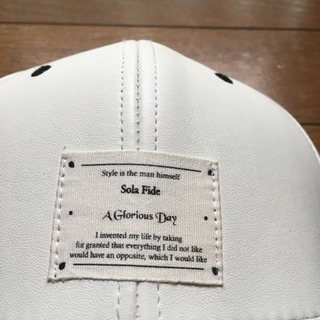 Style is the man himself
Sola Fide
A Glorious Day
I invented my life by taking
for granted that everything I did not like
would have an opposite, which I would like